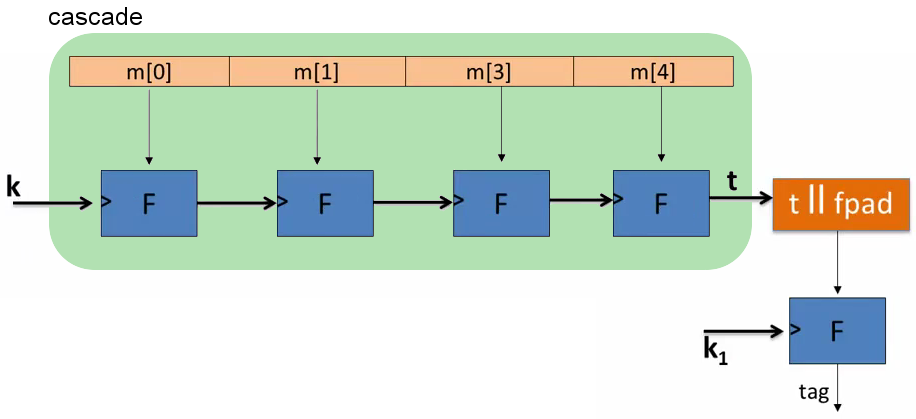 cascade
m[0] m[1] m[3] m[4]
k
> F > F > F > F
t
t || fpad
k₁
> F
tag